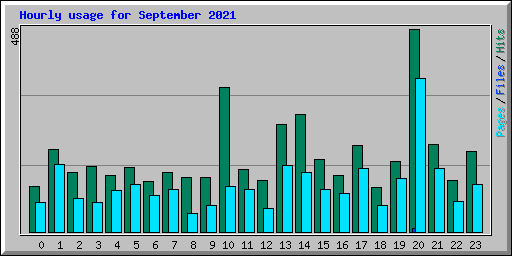 Hourly usage for September 2021
488
Pages/Files/Hits
0 1 2 3 4 5 6 7 8 9 10 11 12 13 14 15 16 17 18 19 20 21 22 23